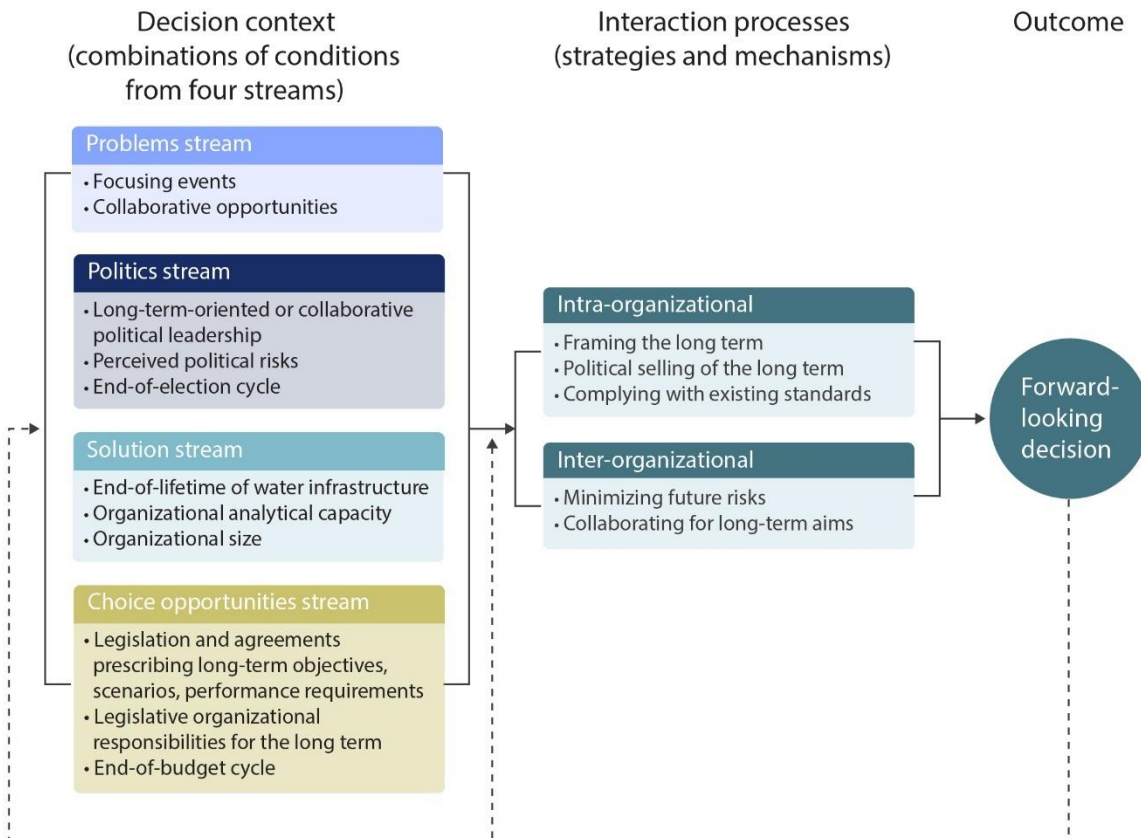 Decision context
(combinations of conditions
from four streams)
Interaction processes
(strategies and mechanisms)
Outcome
Problems stream
• Focusing events
• Collaborative opportunities
Politics stream
• Long-term-oriented or collaborative
political leadership
• Perceived political risks
• End-of-election cycle
Solution stream
• End-of-lifetime of water infrastructure
• Organizational analytical capacity
• Organizational size
Choice opportunities stream
• Legislation and agreements
prescribing long-term objectives,
scenarios, performance requirements
• Legislative organizational
responsibilities for the long term
• End-of-budget cycle
Intra-organizational
• Framing the long term
• Political selling of the long term
• Complying with existing standards
Inter-organizational
• Minimizing future risks
• Collaborating for long-term aims
Forward-
looking
decision